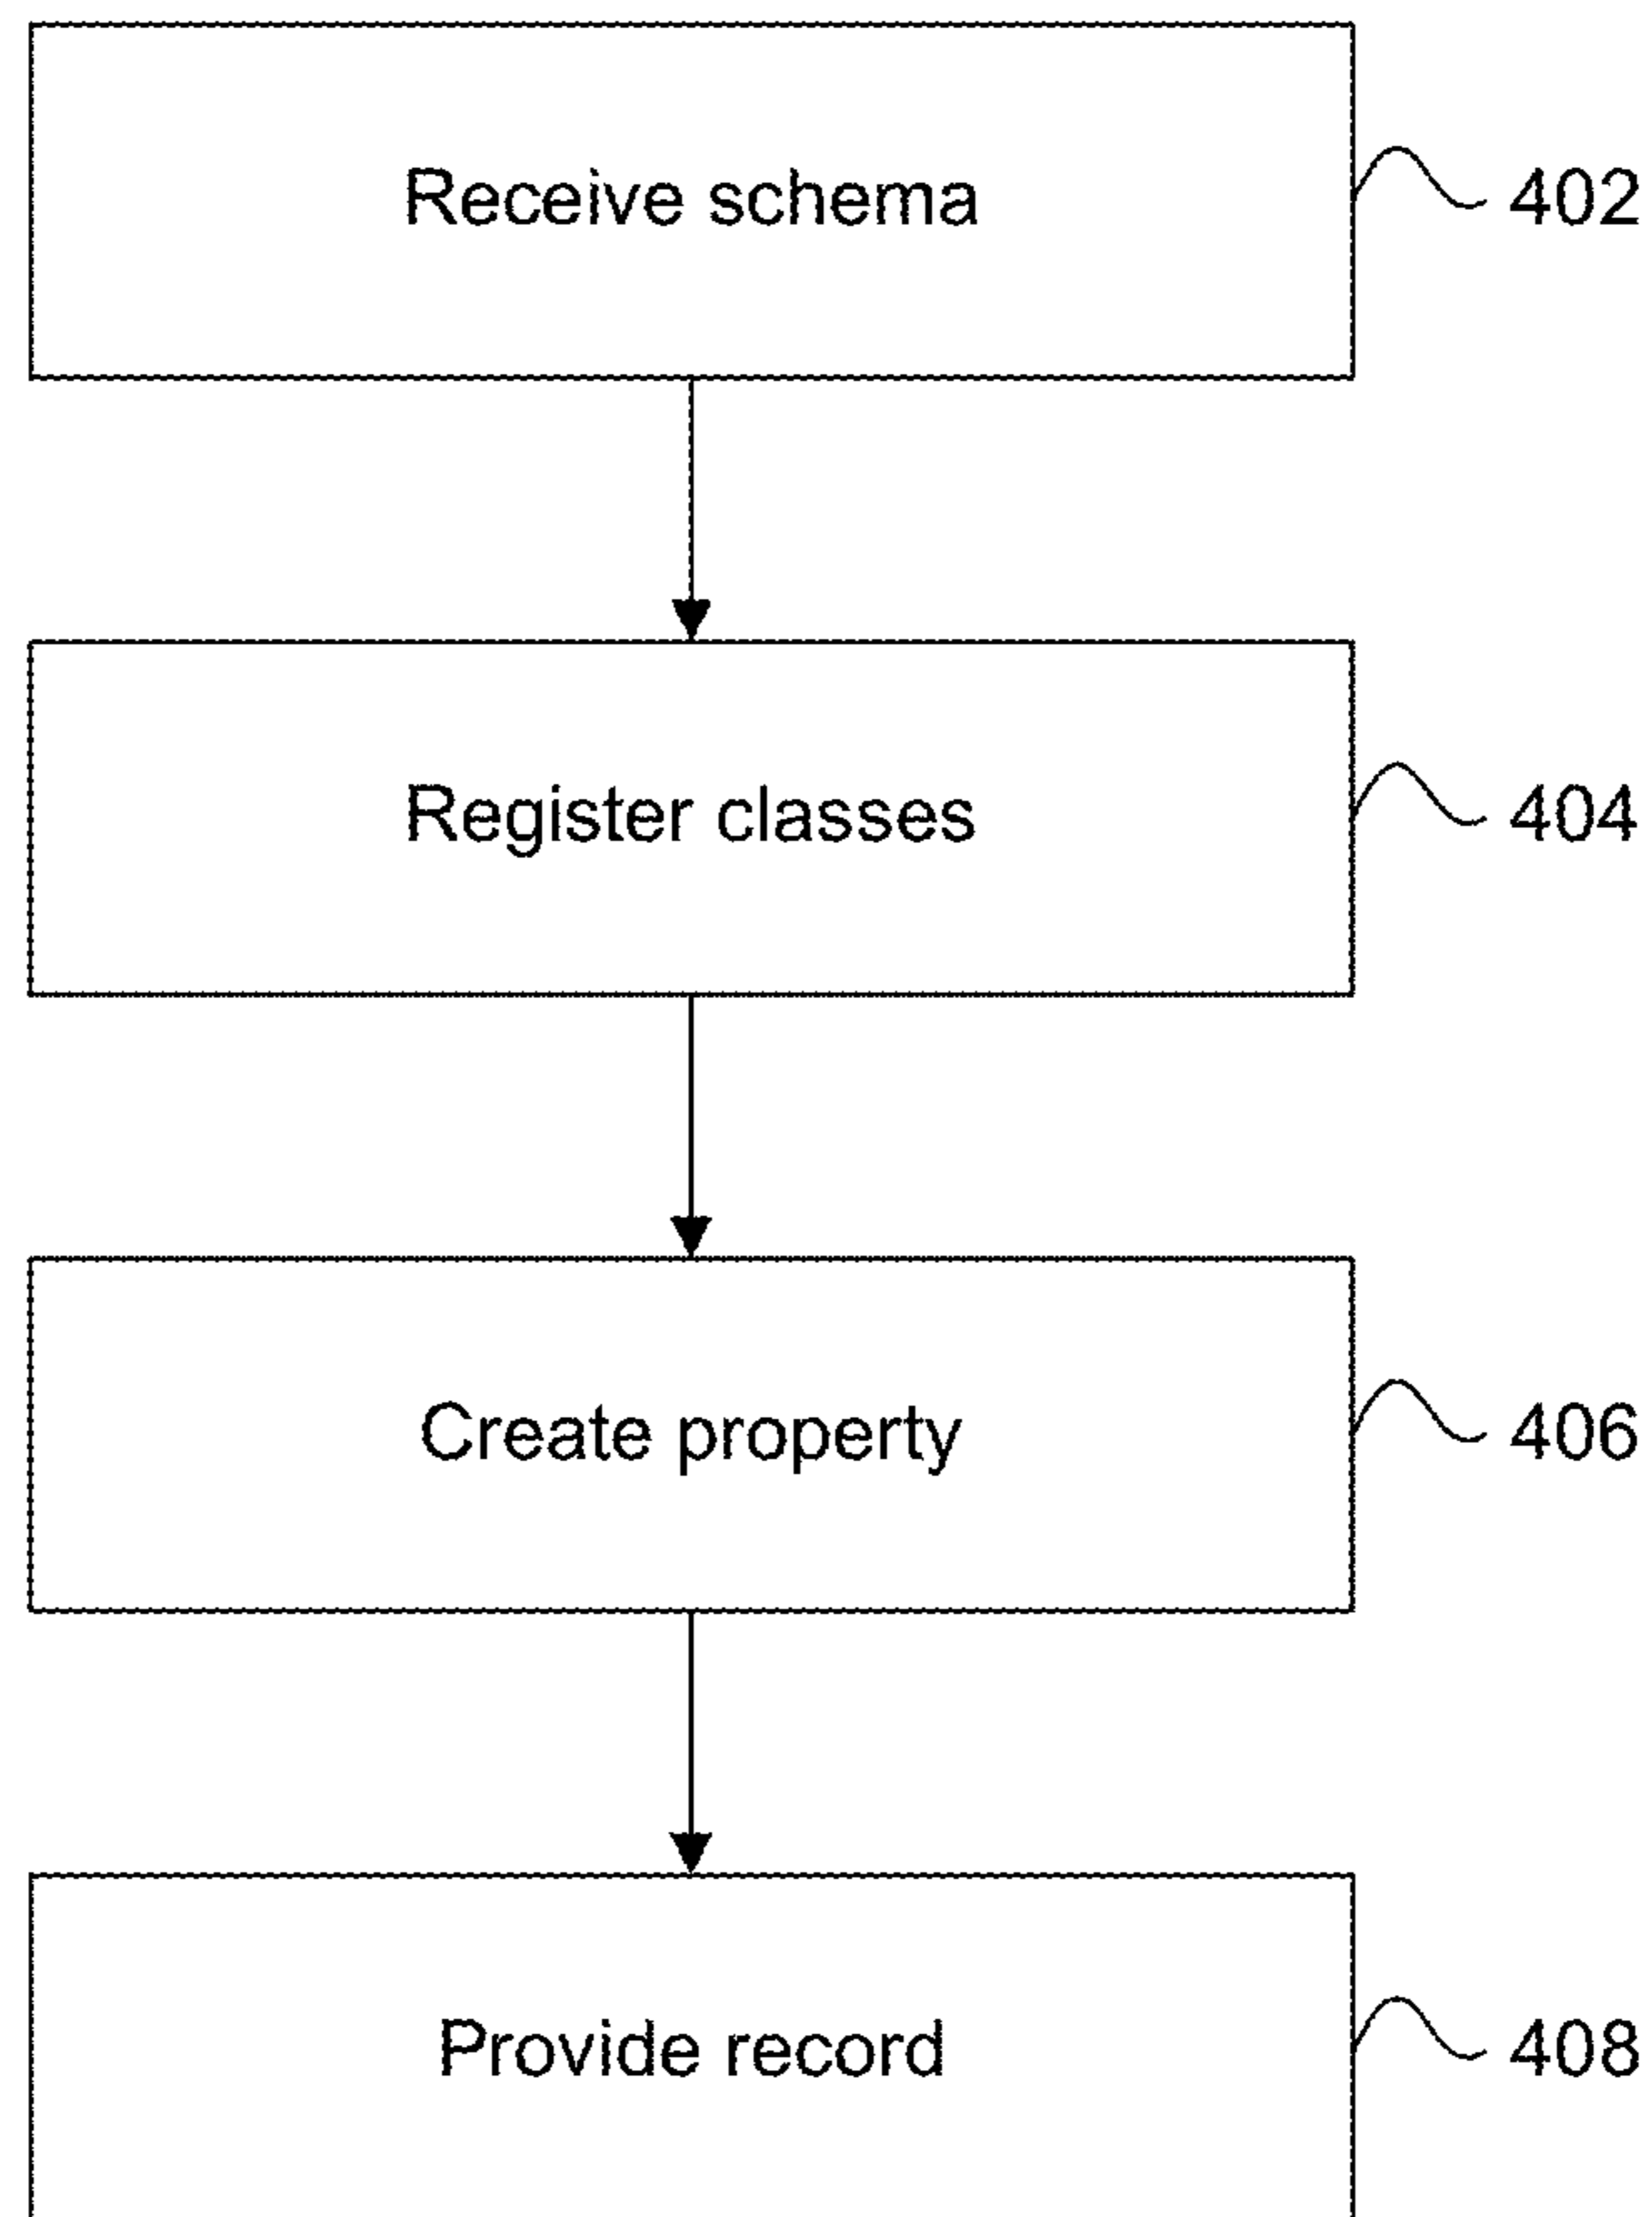 Receive schema
402
Register classes
404
Create property
406
Provide record
408